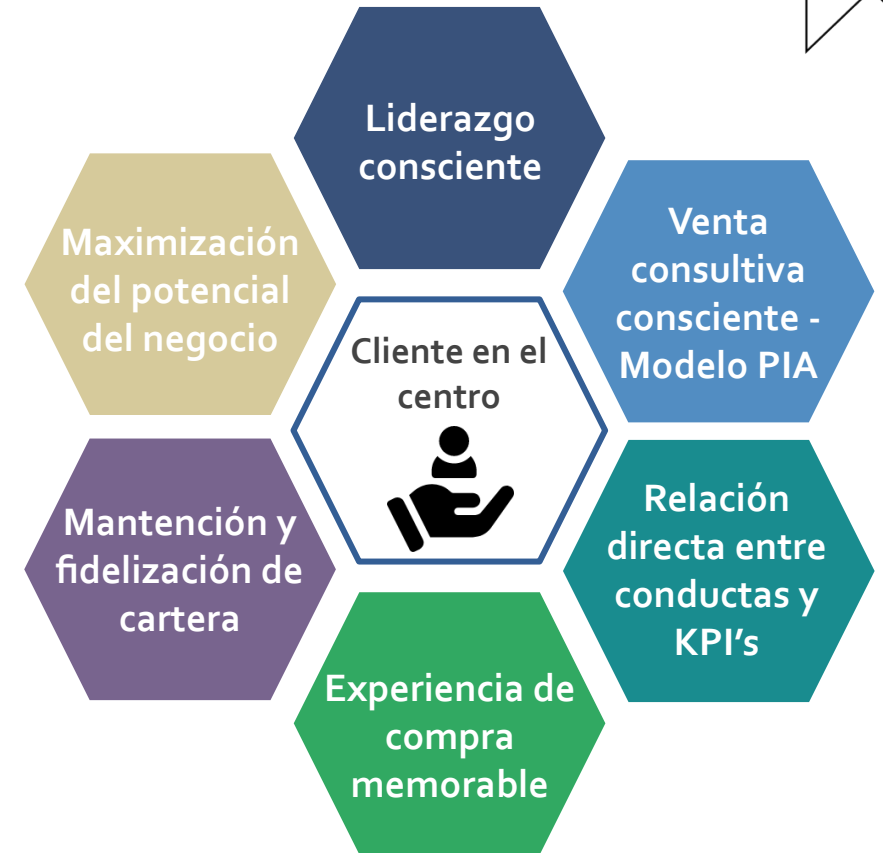 Liderazgo
consciente
Maximización
del potencial
del negocio
Venta
consultiva
consciente -
Modelo PIA
Cliente en el
centro
Mantención y
fidelización de
cartera
Relación
directa entre
conductas y
KPI's
Experiencia de
compra
memorable